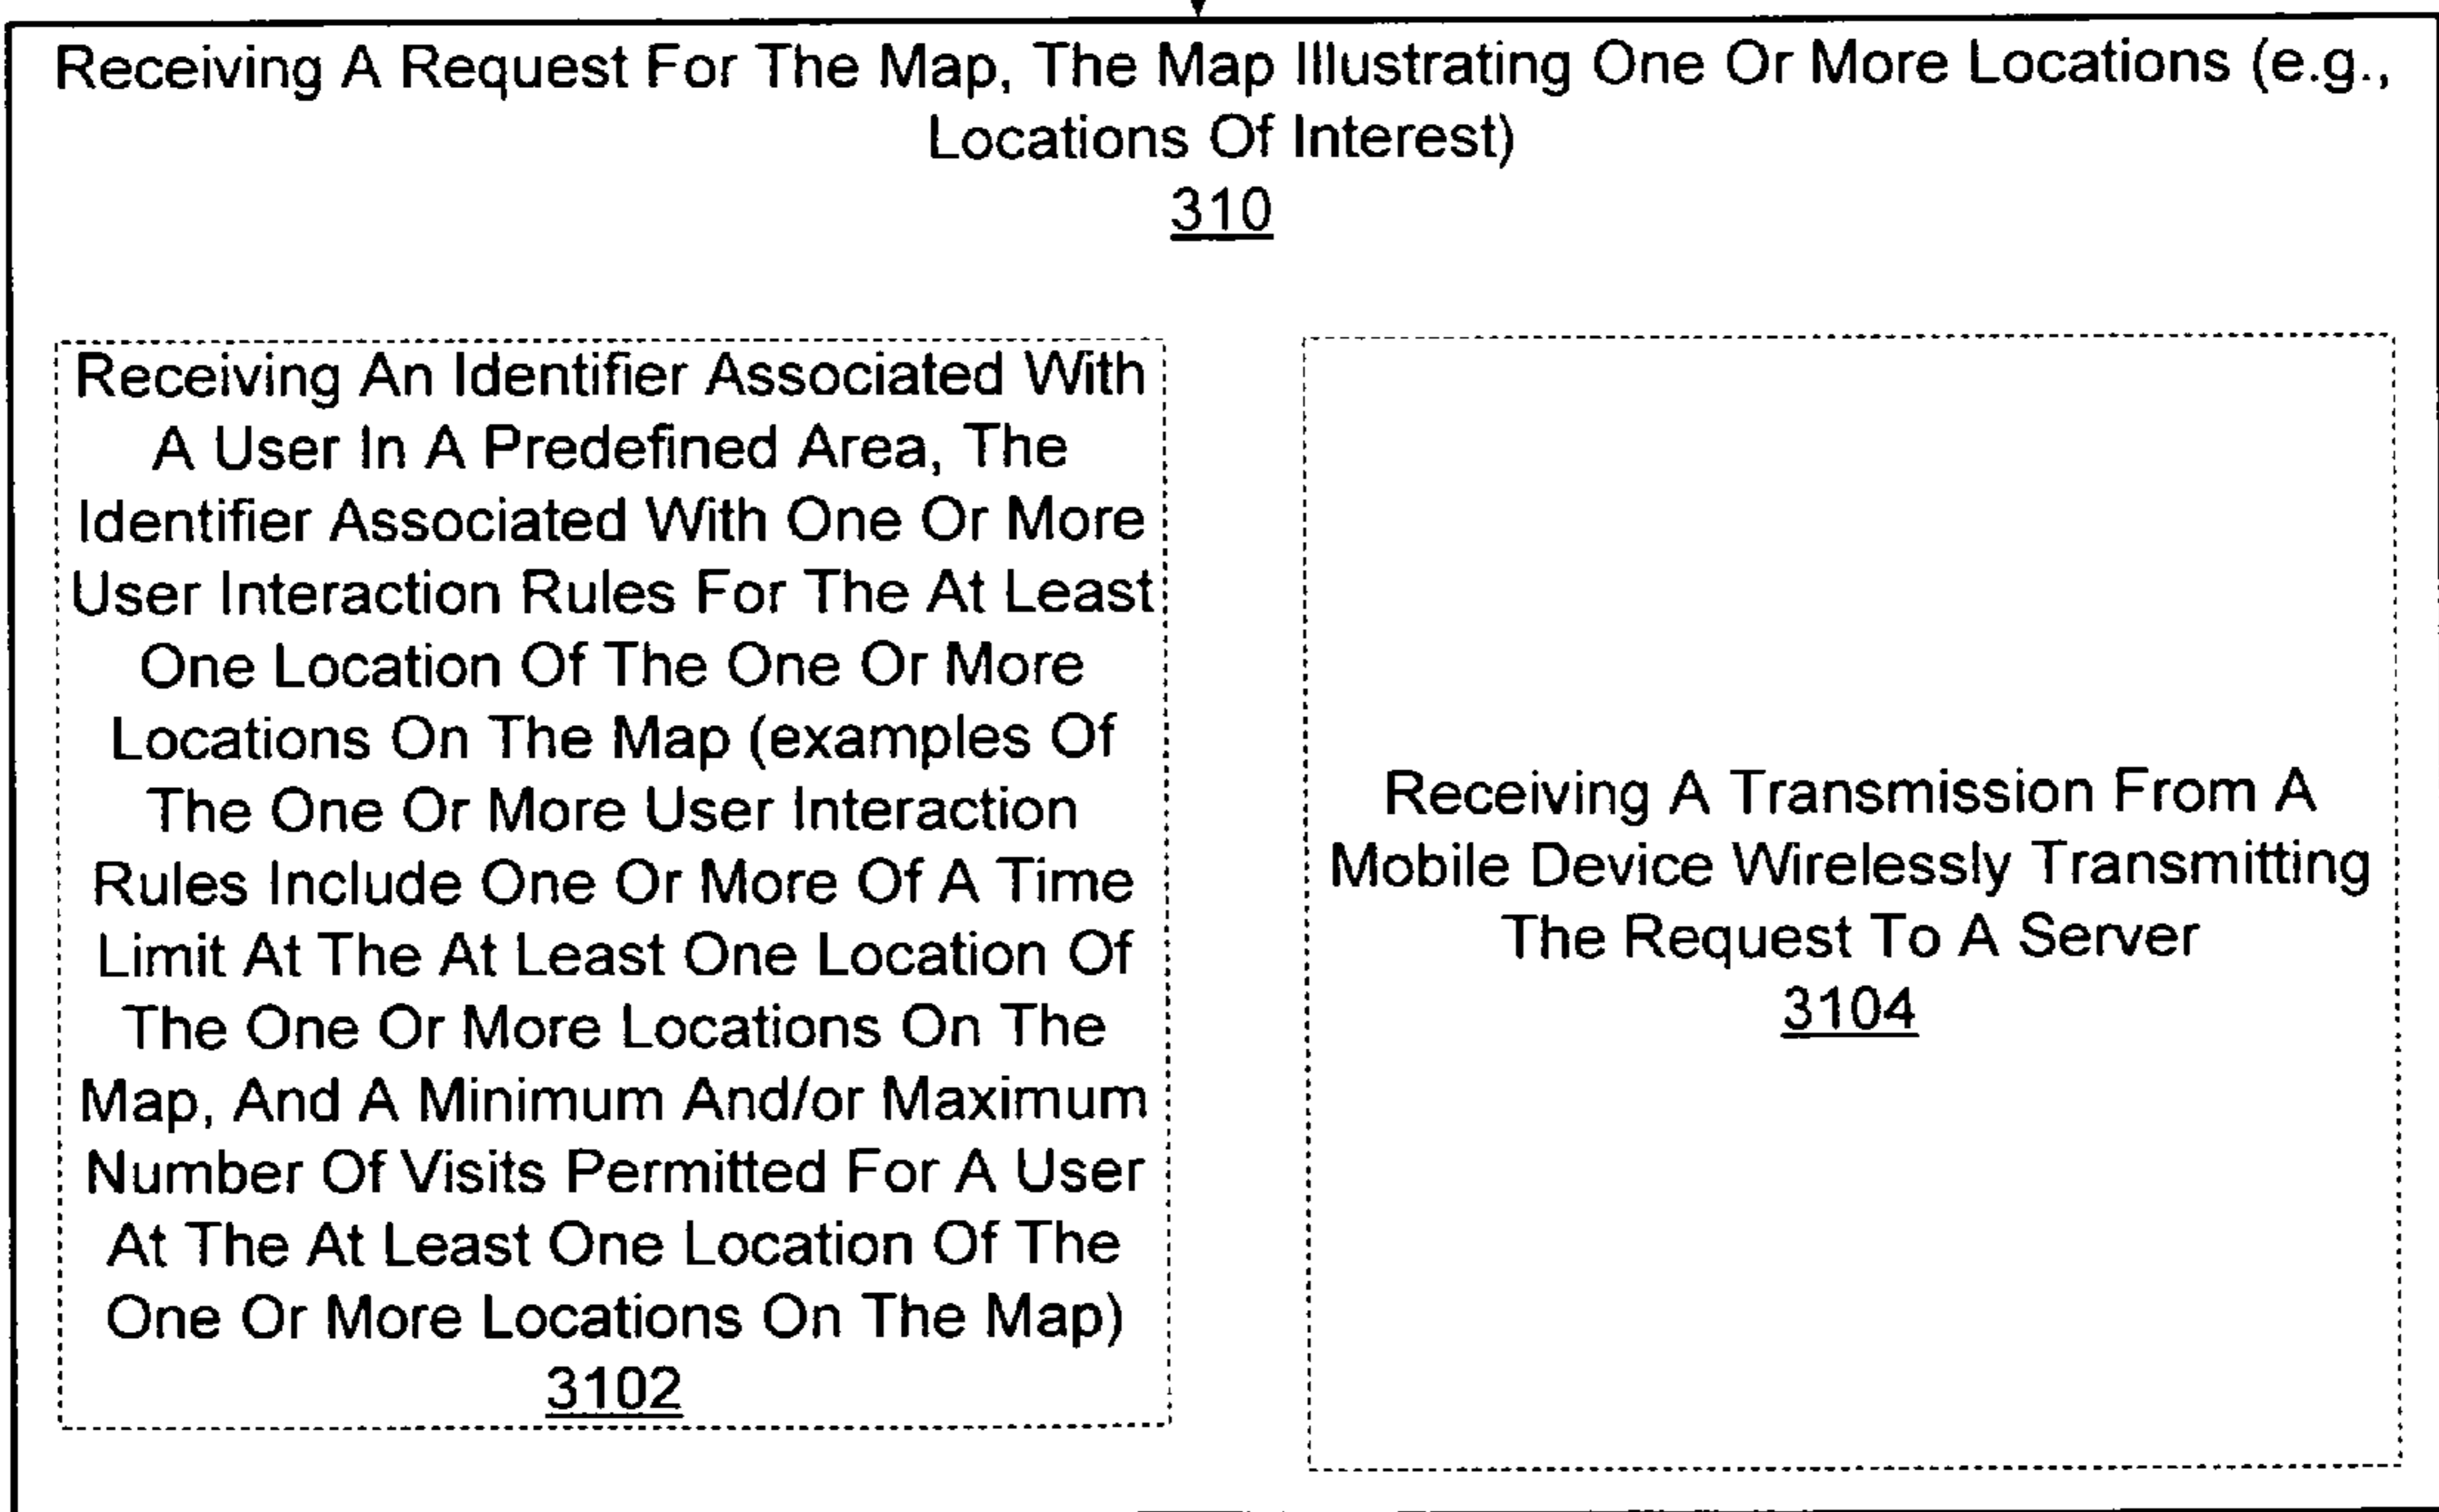 Receiving A Request For The Map, The Map Illustrating One Or More Locations (e.g.,
Locations Of Interest)
310
Receiving An Identifier Associated With
A User In A Predefined Area, The
Identifier Associated With One Or More
User Interaction Rules For The At Least
One Location Of The One Or More
Locations On The Map (examples Of
The One Or More User Interaction
Rules Include One Or More Of A Time
Limit At The At Least One Location Of
The One Or More Locations On The
Map, And A Minimum And/or Maximum
Number Of Visits Permitted For A User
At The At Least One Location Of The
One Or More Locations On The Map)
3102
Receiving A Transmission From A
Mobile Device Wirelessly Transmitting
The Request To A Server
3104